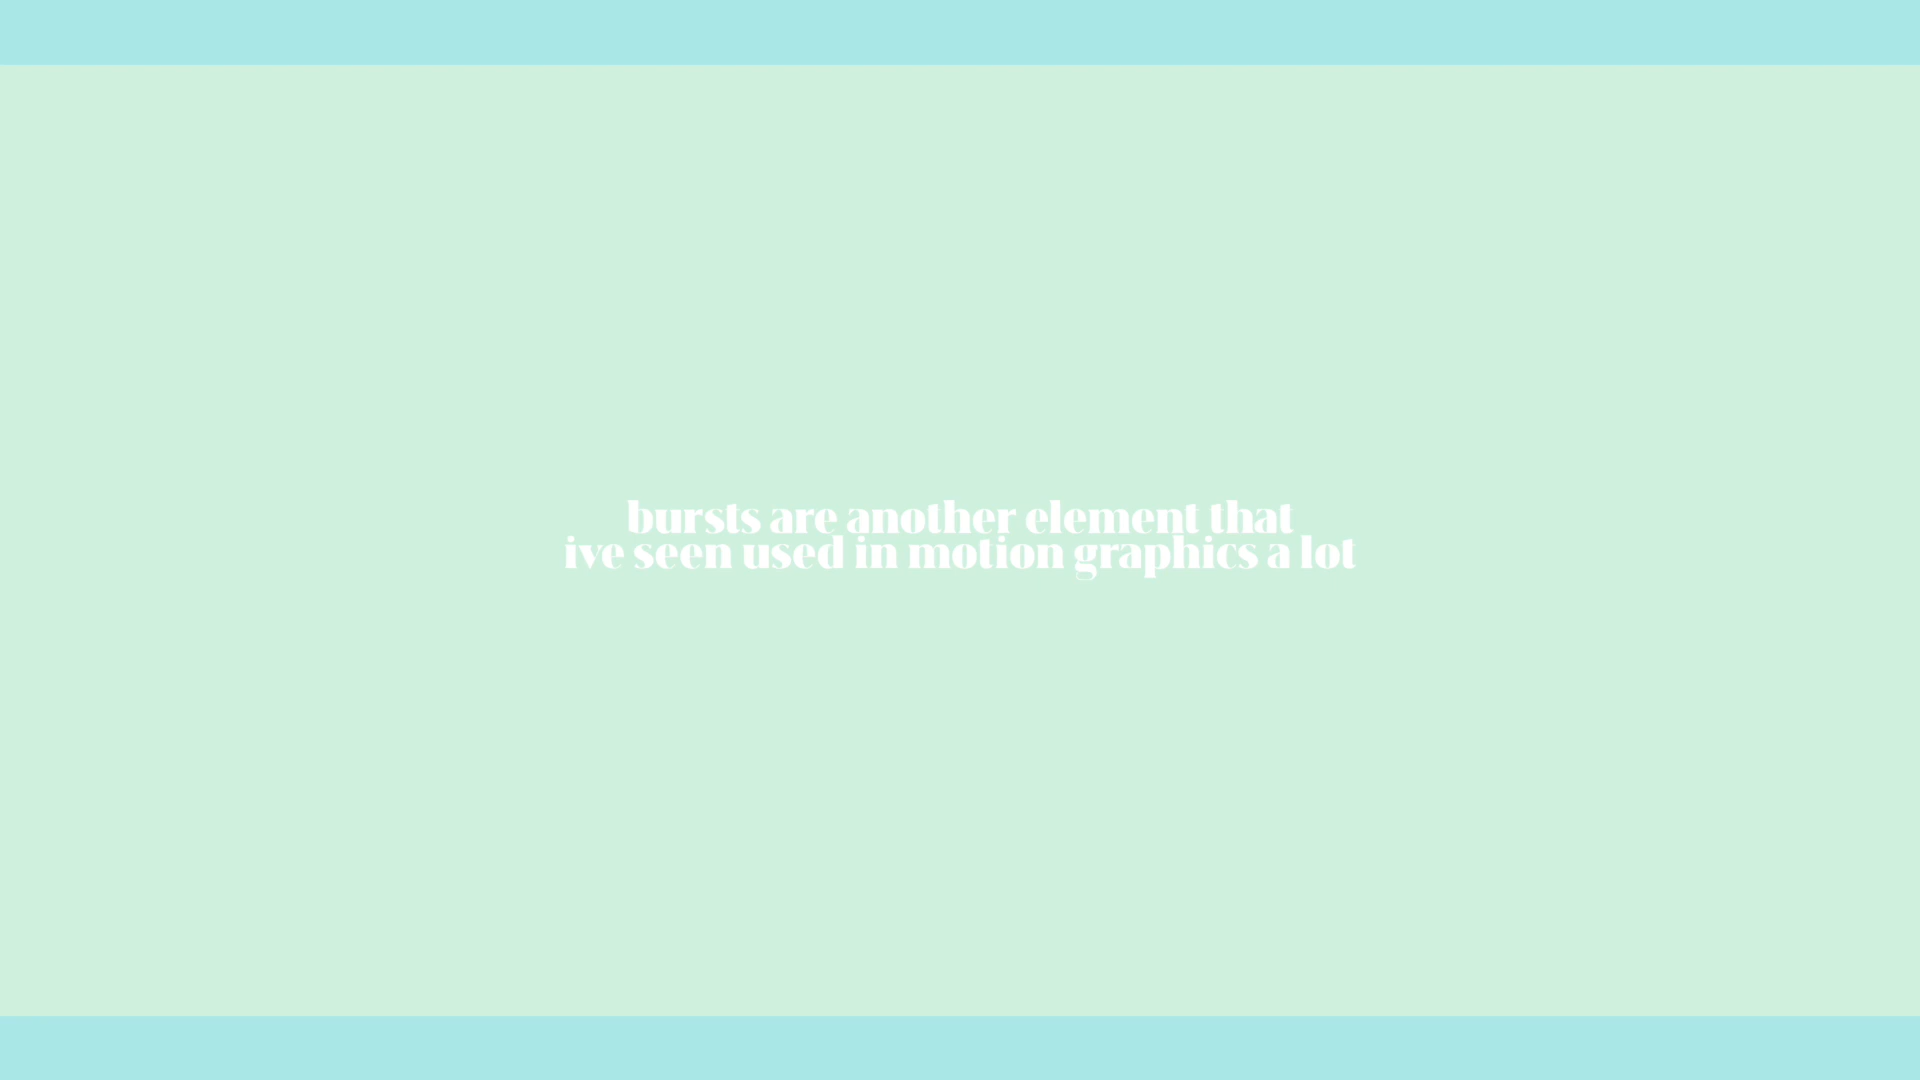 bursts are another element that
ive seen used in motion graphics a lot